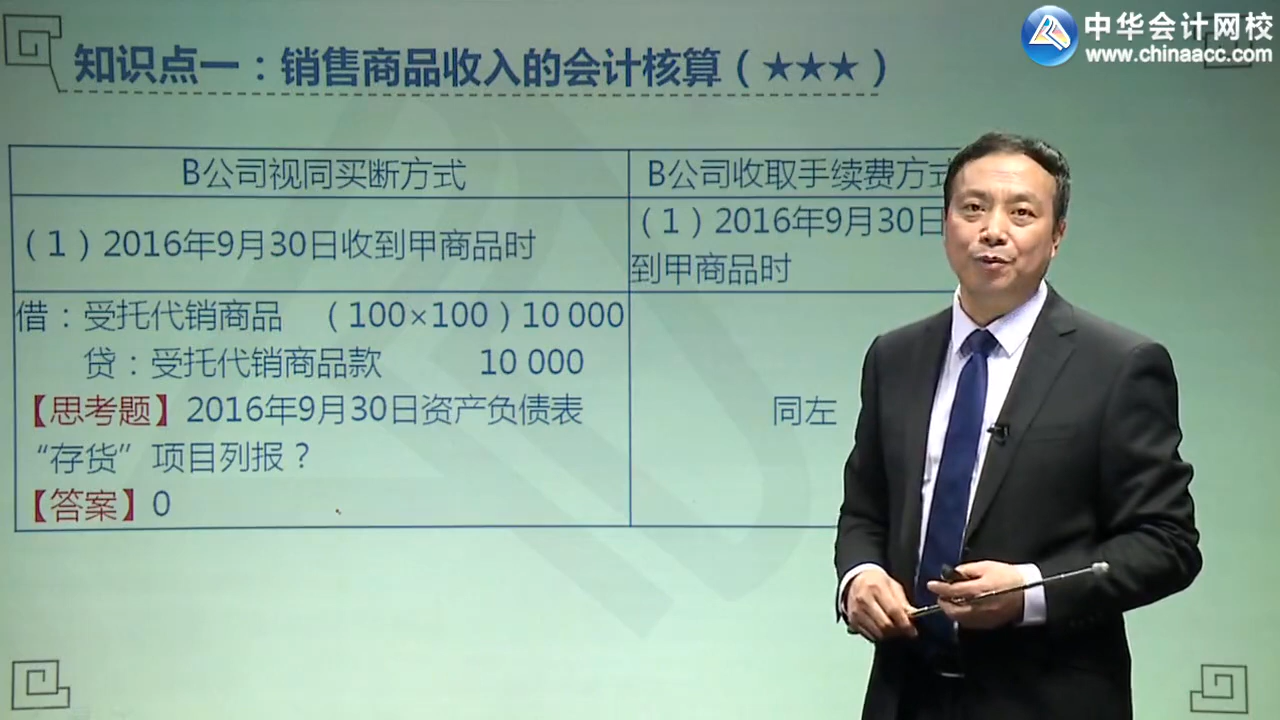 中华会计网校
www.chinaacc.com
知识点一：销售商品收入的会计核算（★★★）
B公司视同买断方式
B公司收取手续费方式
（1）2016年9月30日收到甲商品时
（1）2016年9月30日
到甲商品时
借：受托代销商品 （100×100）10 000
贷：受托代销商品款 10 000
【思考题】2016年9月30日资产负债表
“存货”项目列报？
【答案】0
同左